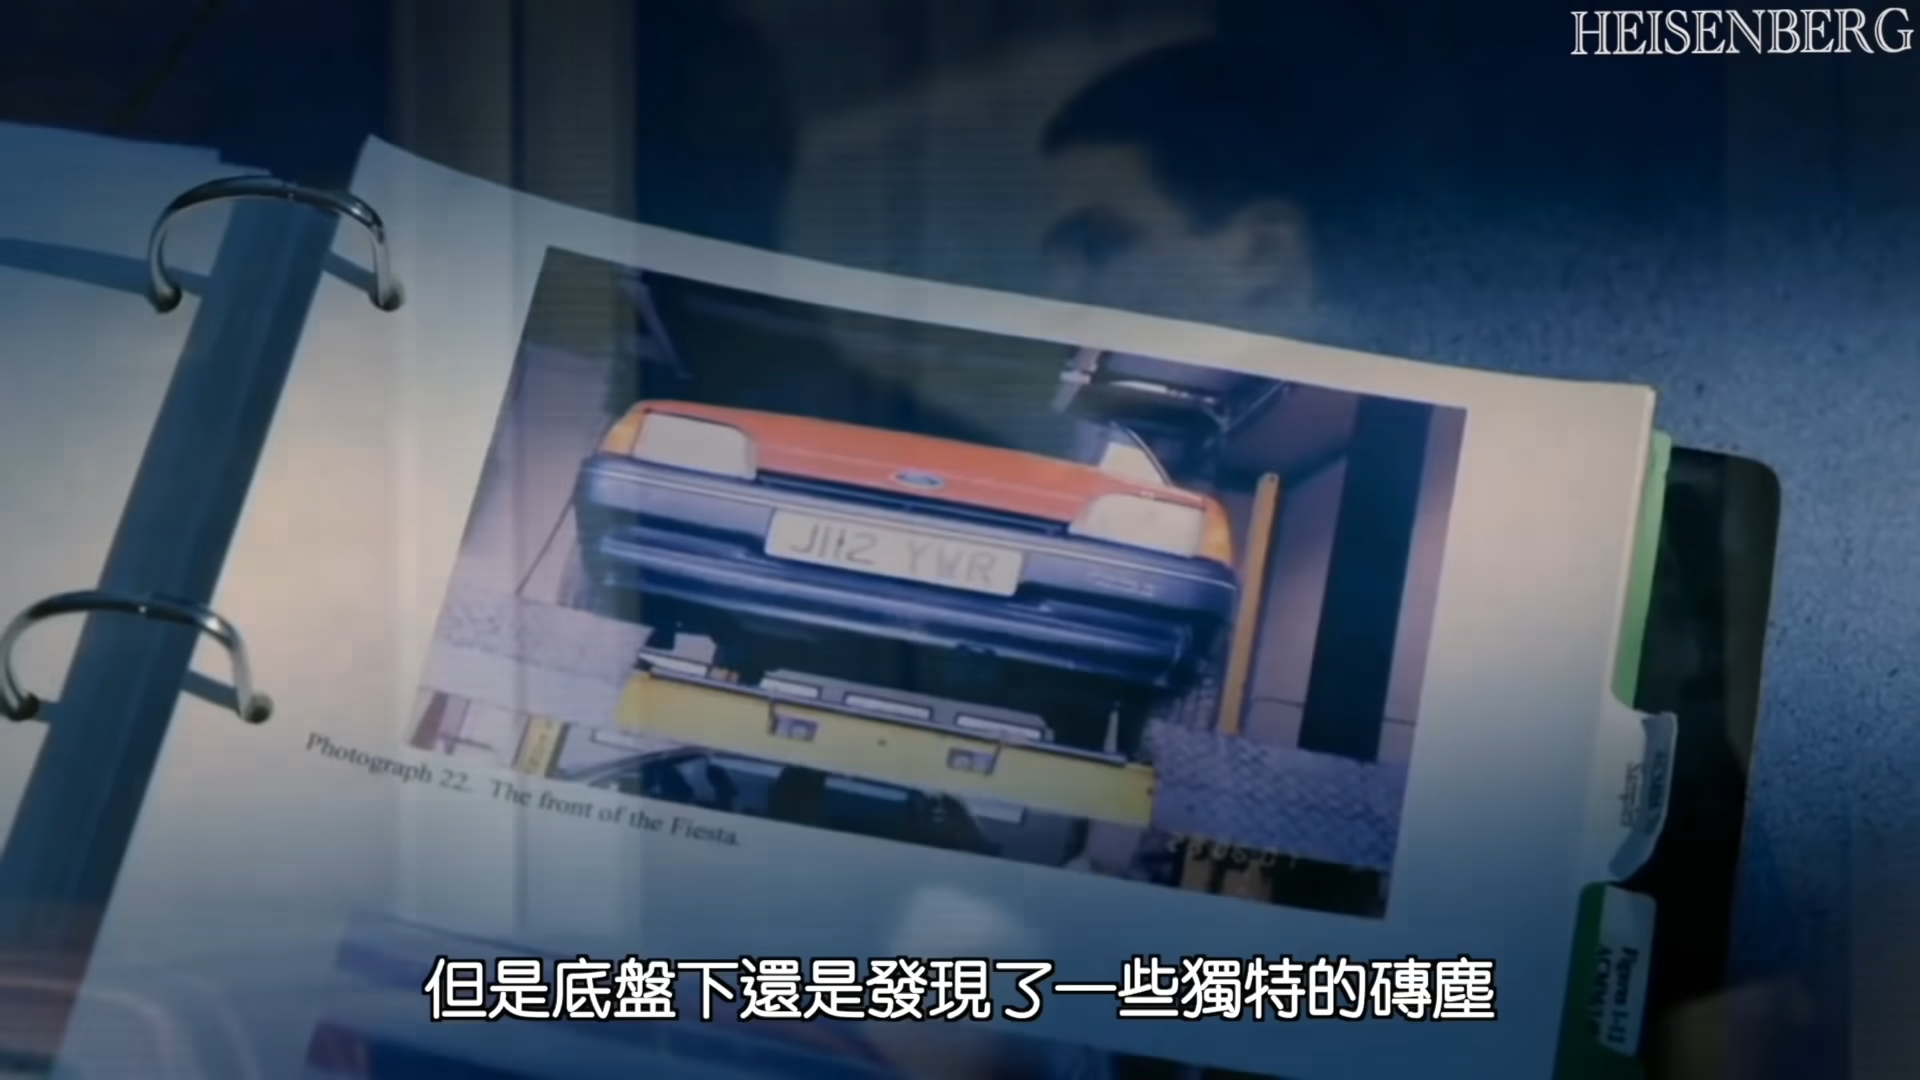 HEISENBERG
J112 YWR
Photograph 22. The front of the Fiesta.
但是底盤下還是發現了一些獨特的磚塵